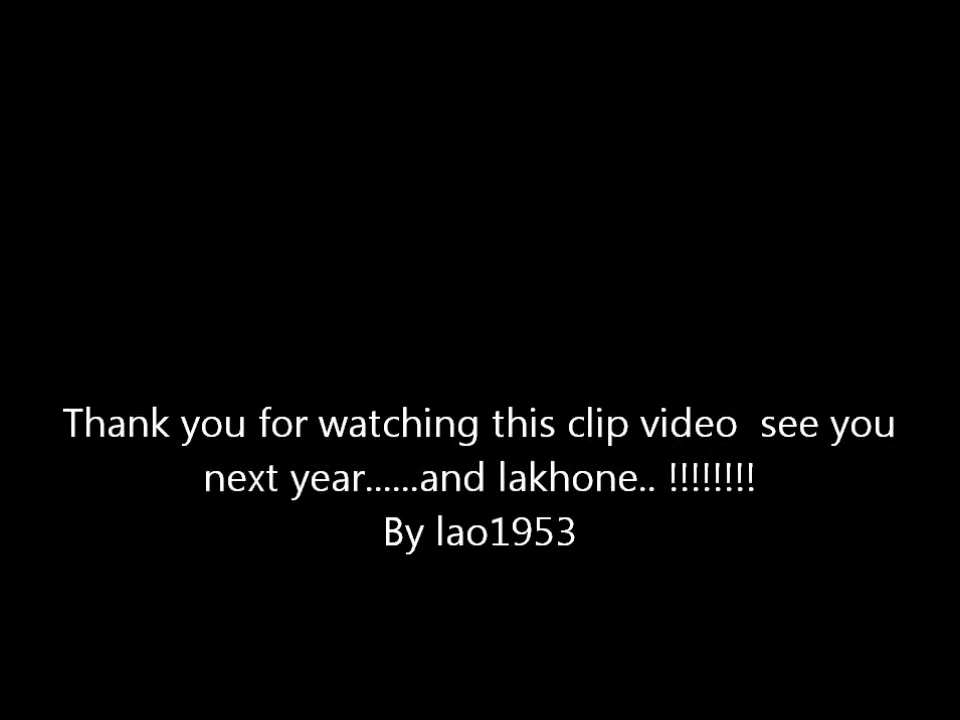 Thank you for watching this clip video  see you
next year......and lakhone.. !!!!!!!!
By lao1953